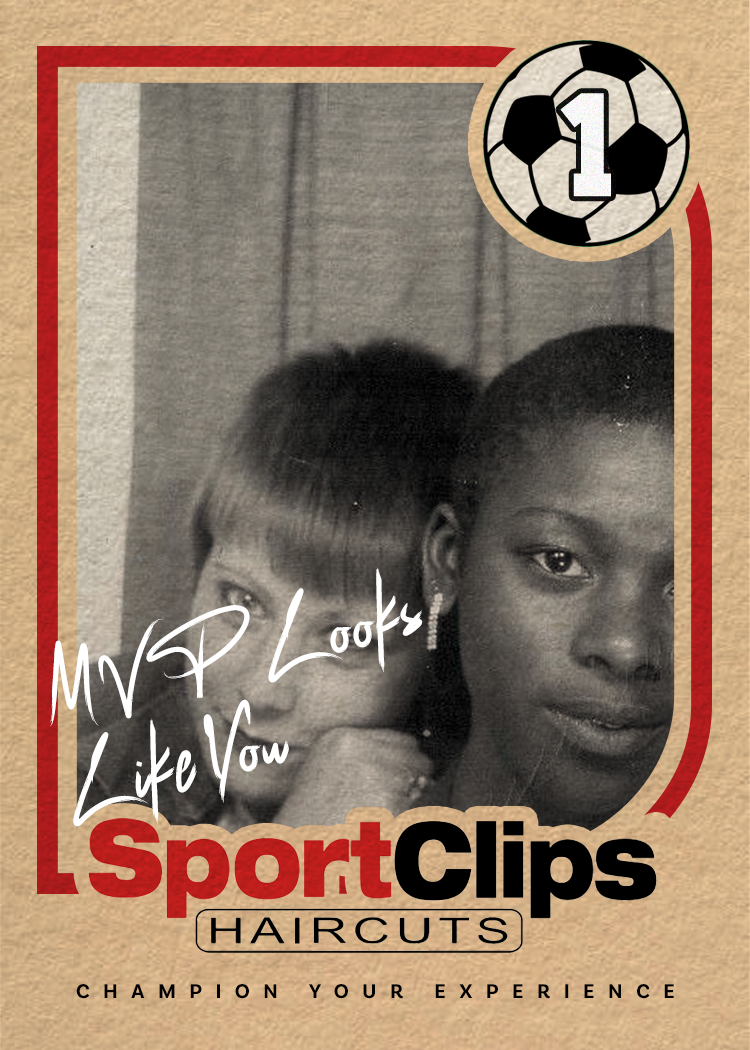 1
MVP Looks
Like You
SportClips
HAIRCUTS
CHAMPION YOUR EXPERIENCE